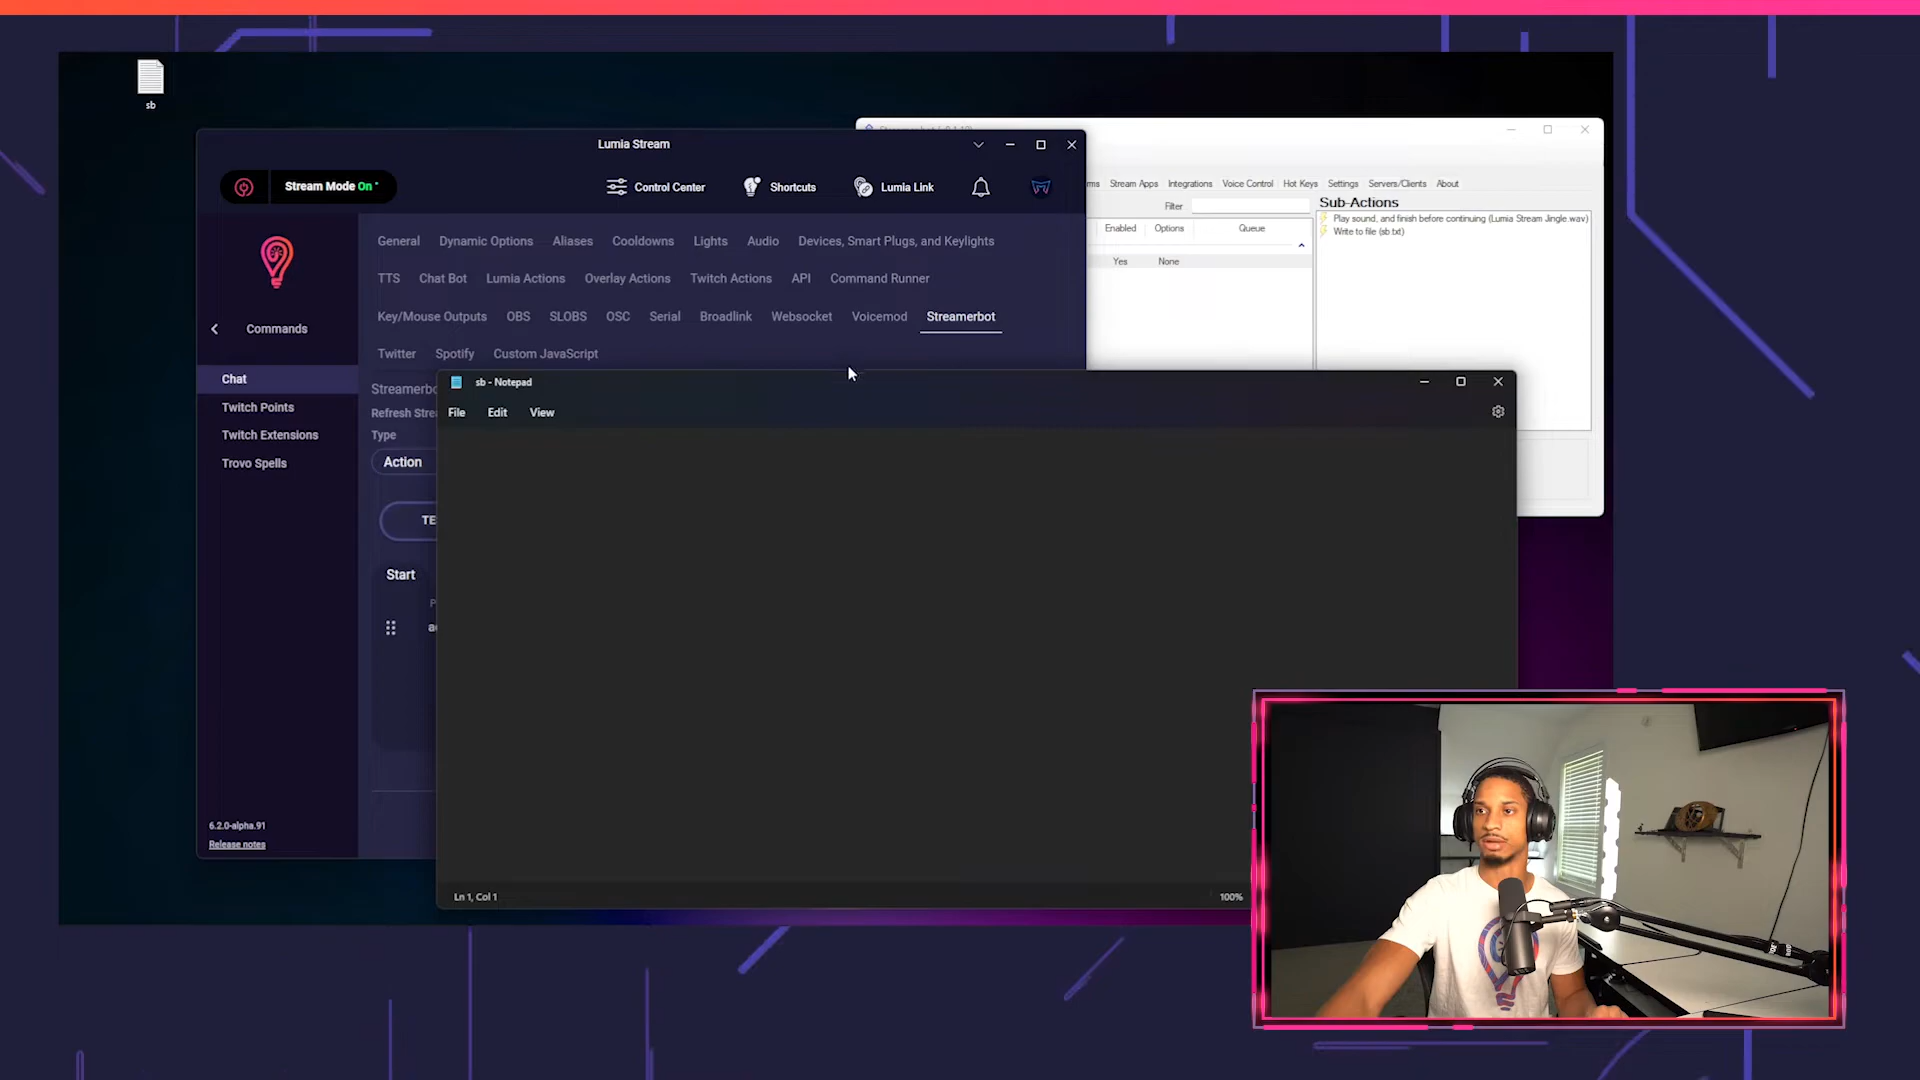 sb
Lumia Stream
Stream Mode On
Control Center
Shortcuts
Lumia Link
Commands
Chat
Twitch Points
Twitch Extensions
Trovo Spells
6.2.0-alpha.91
Release notes
General Dynamic Options Aliases Cooldowns Lights Audio Devices, Smart Plugs, and Keylights
TTS Chat Bot Lumia Actions Overlay Actions Twitch Actions API Command Runner
Key/Mouse Outputs OBS SLOBS OSC Serial Broadlink Websocket Voicemod Streamerbot
Twitter Spotify Custom JavaScript
Streamerbo
Refresh Strea
Type
Action
TE
Start
Stream Apps Integrations Voice Control Hot Keys Settings Servers/Clients About
Filter
Enabled Options Queue
Yes None
Sub-Actions
Play sound, and finish before continuing (Lumia Stream Jingle.wav)
Write to file (sb.txt)
sb - Notepad
File Edit View
Ln 1, Col 1
100%